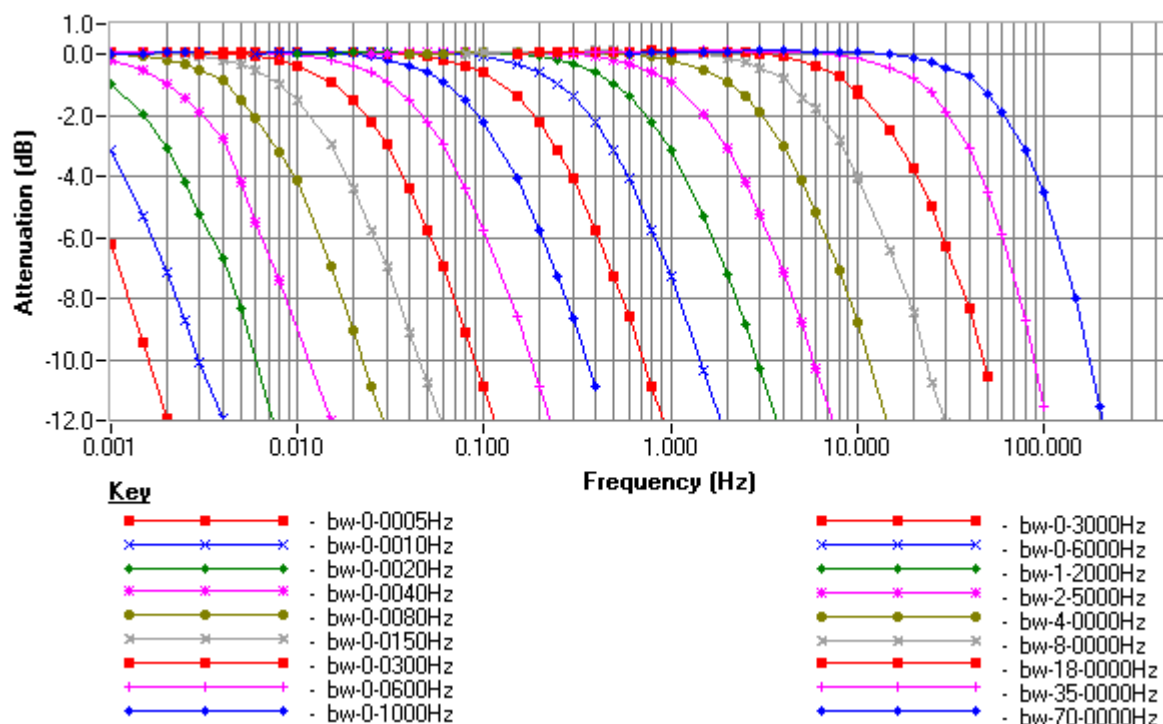 1.0
0.0
-2.0
-4.0
-6.0
-8.0
-10.0
-12.0
Attenuation (dB)
0.001
0.010
0.100
1.000
10.000
100.000
Frequency (Hz)
Key
- bw-0-0005Hz
- bw-0-0010Hz
- bw-0-0020Hz
- bw-0-0040Hz
- bw-0-0080Hz
- bw-0-0150Hz
- bw-0-0300Hz
- bw-0-0600Hz
- bw-0-1000Hz
- bw-0-3000Hz
- bw-0-6000Hz
- bw-1-2000Hz
- bw-2-5000Hz
- bw-4-0000Hz
- bw-8-0000Hz
- bw-18-0000Hz
- bw-35-0000Hz
- bw-70-0000Hz